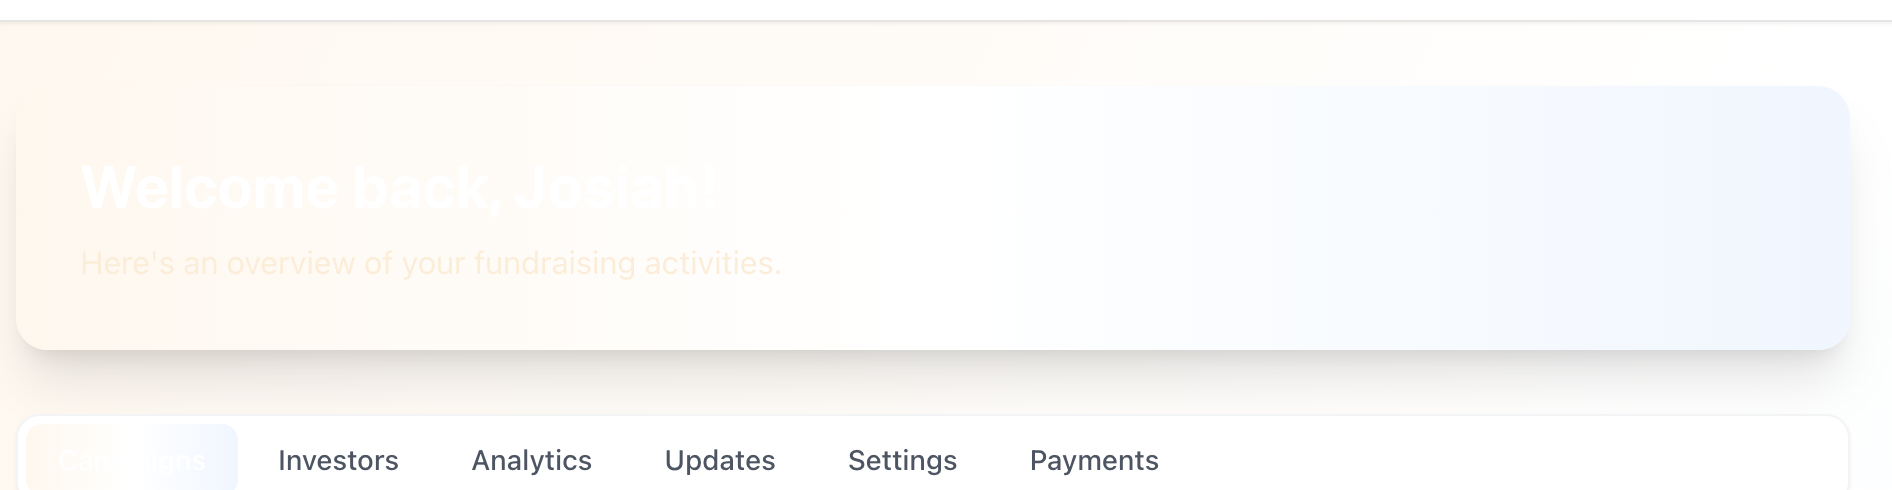 Welcome back, Josiah!
Here's an overview of your fundraising activities.
Campaigns Investors Analytics Updates Settings Payments